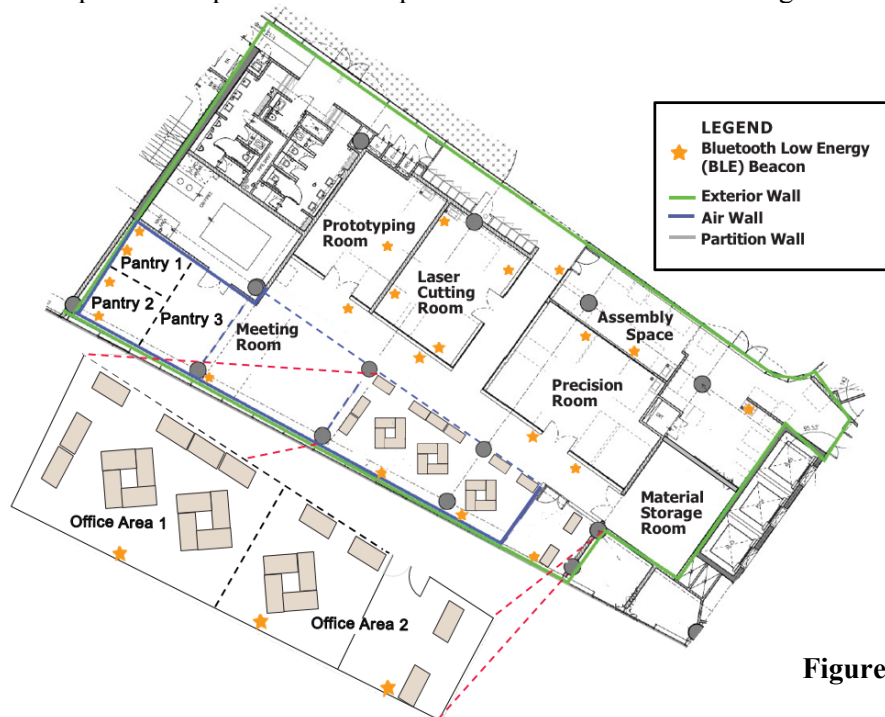 LEGEND
Bluetooth Low Energy
(BLE) Beacon
Exterior Wall
Air Wall
Partition Wall
Prototyping
Room
Laser
Cutting
Room
Pantry 1
Pantry 2
Pantry 3
Meeting
Room
Assembly
Space
Precision
Room
Material
Storage
Room
Office Area 1
Office Area 2
Figure